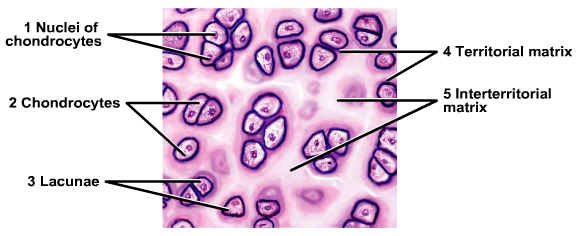 1 Nuclei of
chondrocytes
2 Chondrocytes
3 Lacunae
4 Territorial matrix
5 Interterritorial
matrix